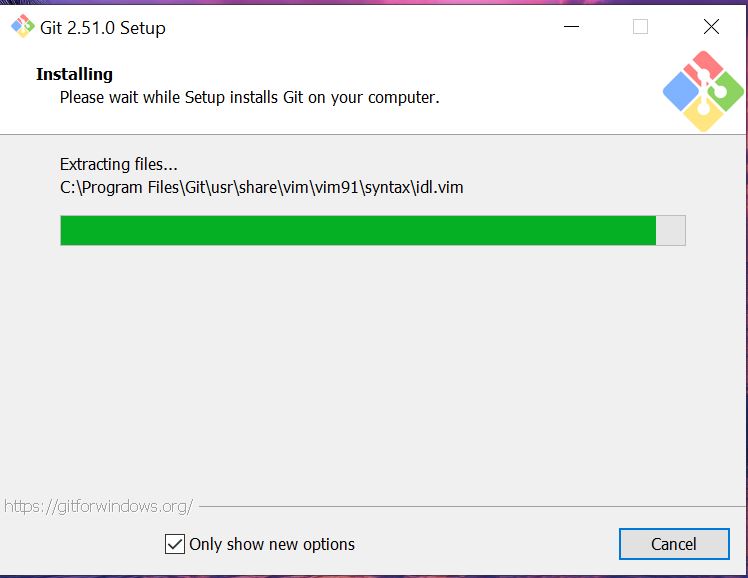 Git 2.51.0 Setup
Installing
Please wait while Setup installs Git on your computer.
Extracting files...
C:\Program Files\Git\usr\share\vim\vim91\syntax\idl.vim
https://gitforwindows.org/
Only show new options
Cancel